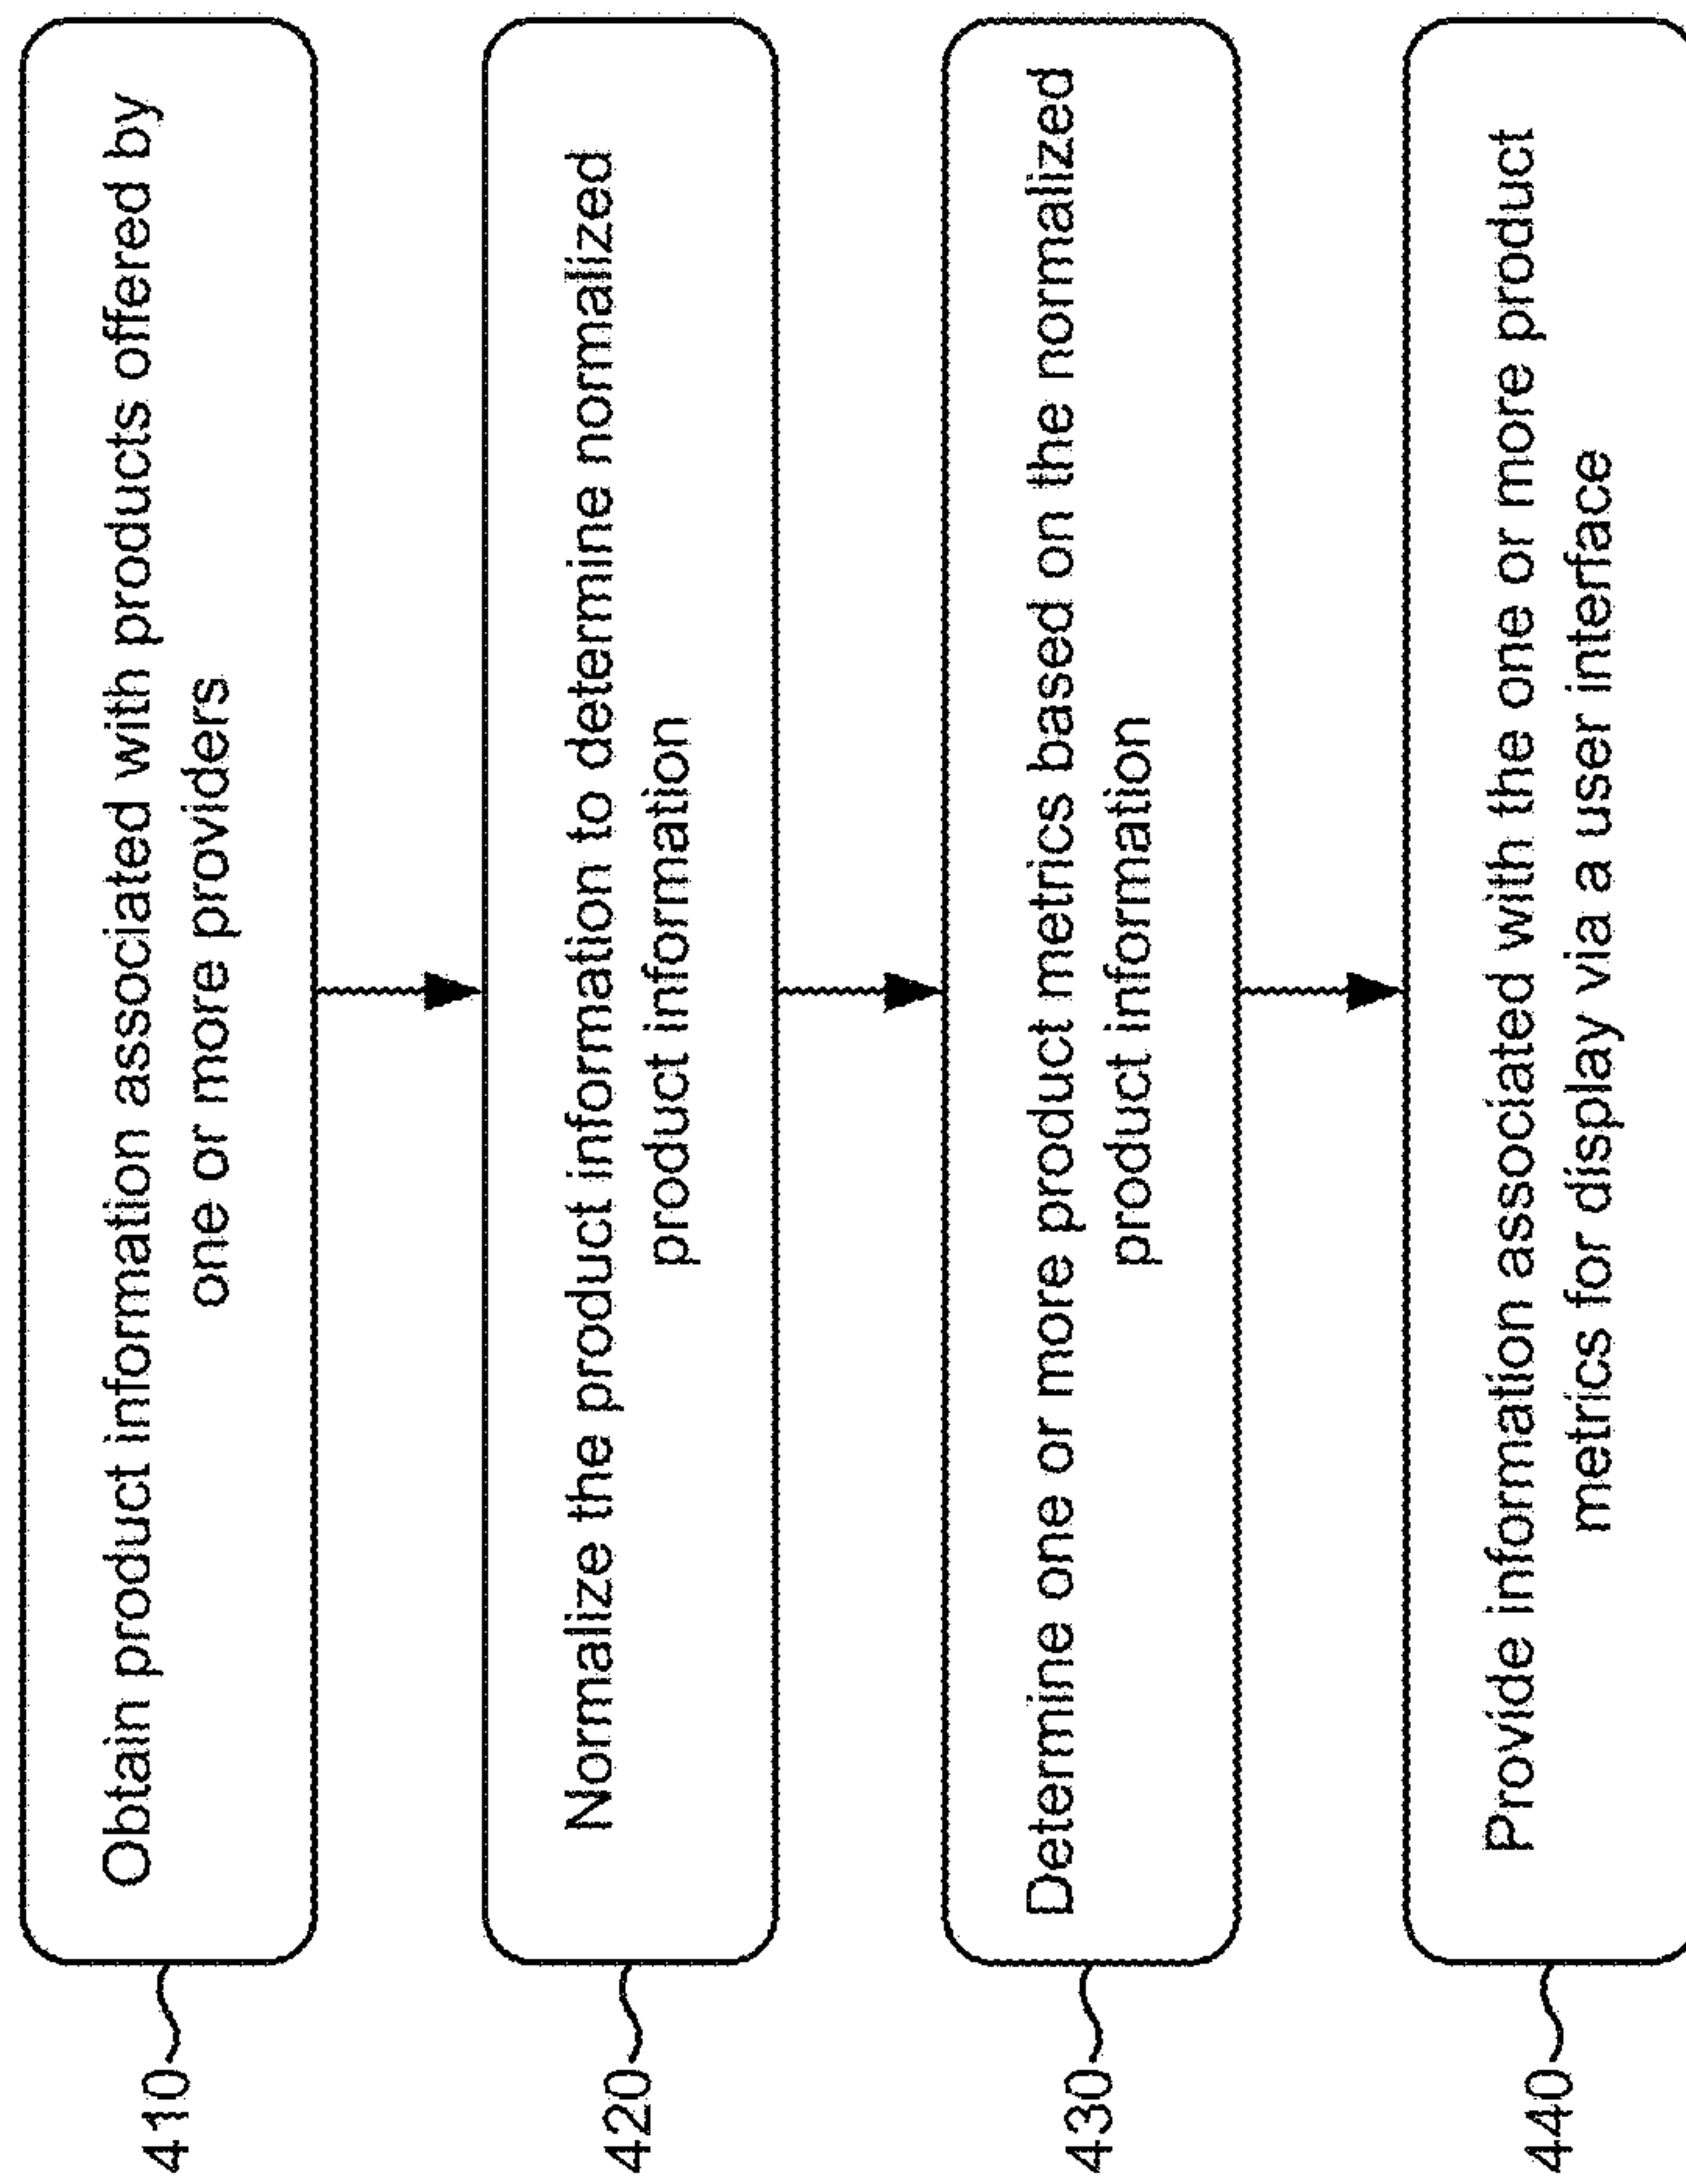 410
Obtain product information associated with products offered by
one or more providers
420
Normalize the product information to determine normalized
product information
430
Determine one or more product metrics based on the normalized
product information
440
Provide information associated with the one or more product
metrics for display via a user interface